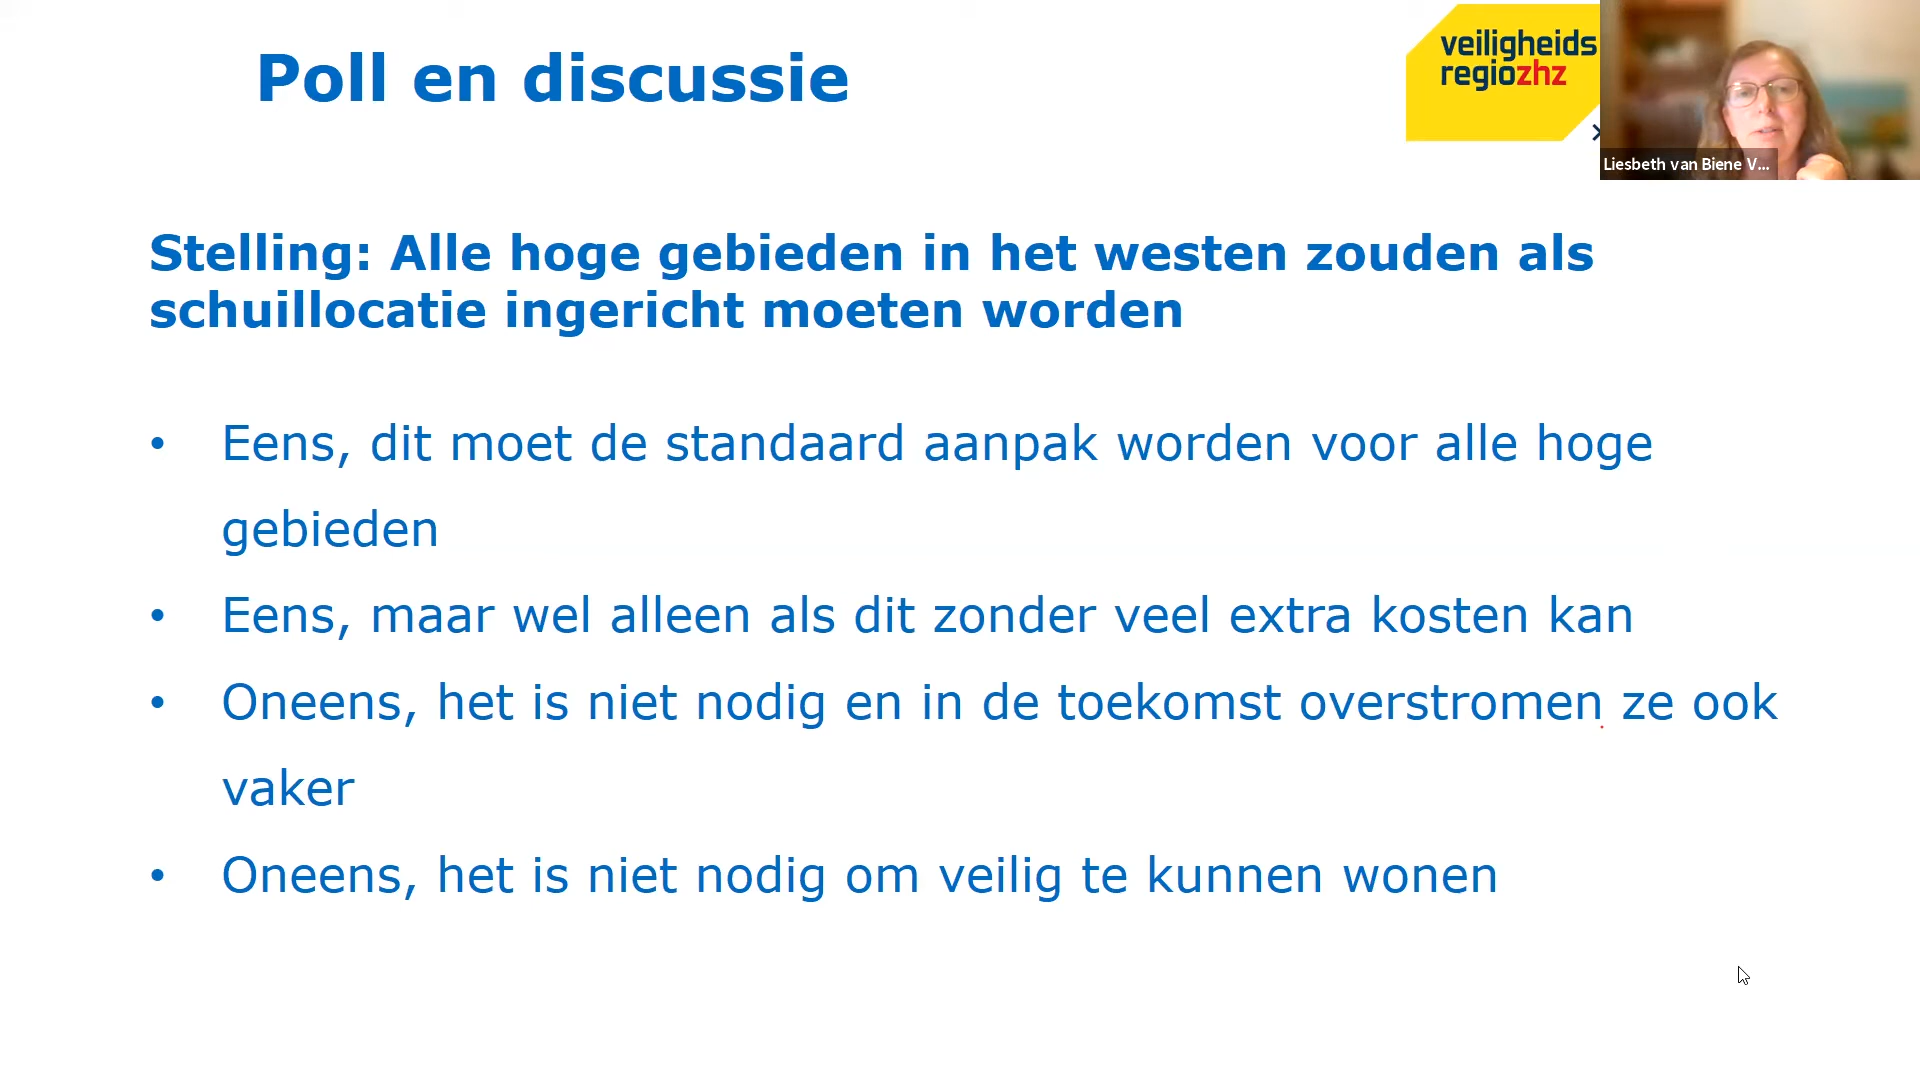 Poll en discussie
veiligheids
regiozhz
Liesbeth van Biene V...
Stelling: Alle hoge gebieden in het westen zouden als
schuillocatie ingericht moeten worden
• Eens, dit moet de standaard aanpak worden voor alle hoge
gebieden
• Eens, maar wel alleen als dit zonder veel extra kosten kan
• Oneens, het is niet nodig en in de toekomst overstromen ze ook
vaker
• Oneens, het is niet nodig om veilig te kunnen wonen